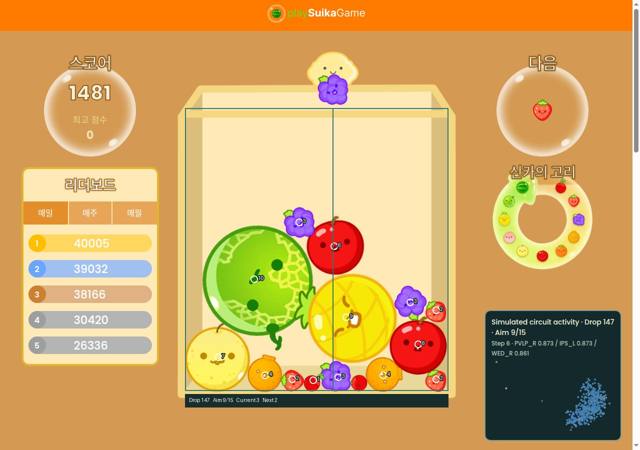 playSuikaGame
스코어
1481
최고 점수
0
다음
리더보드
매일 매주 매월
1 40005
2 39032
3 38166
4 30420
5 26336
신카의 고리
Simulated circuit activity · Drop 147
· Aim 9/15
Step 6 · PVLP_R 0.873 / IPS_L 0.873 /
WED_R 0.861
Drop 147 Aim 9/15 Current 3 Next 2